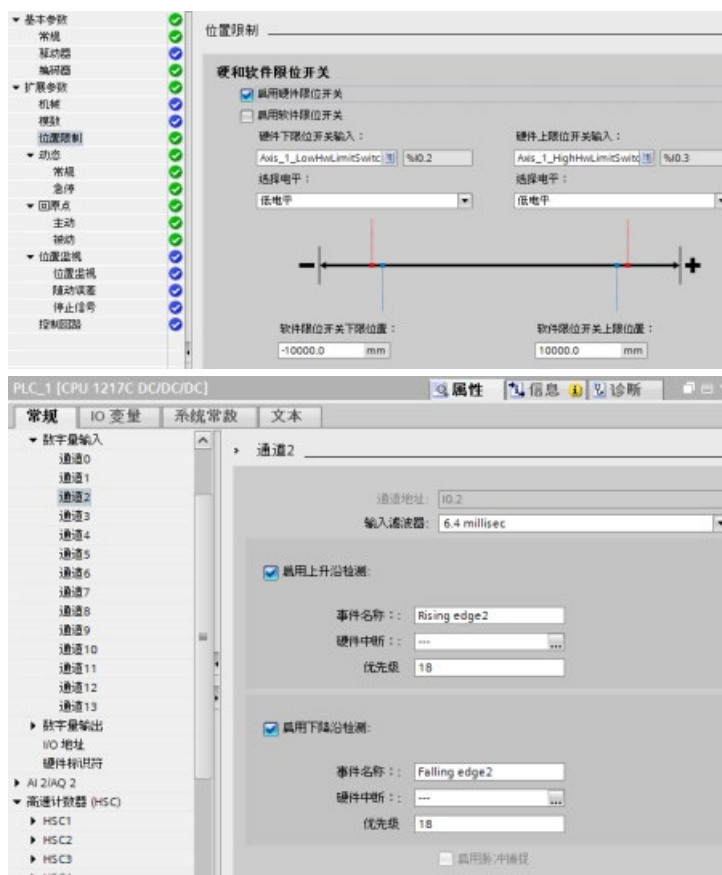 基本参数
常规
驱动器
编码器
扩展参数
机械
模数
位置限制
动态
常规
急停
回原点
主动
被动
位置监视
位置监视
随动误差
停止信号
控制回路
位置限制
硬和软件限位开关
启用硬件限位开关
启用软件限位开关
硬件下限位开关输入： 硬件上限位开关输入：
Axis_1_LowHwLimitSwitc %I0.2 Axis_1_HighHwLimitSwitc %I0.3
选择电平： 选择电平：
低电平 低电平
− +
软件限位开关下限位置： 软件限位开关上限位置：
-10000.0 mm 10000.0 mm
PLC_1 [CPU 1217C DC/DC/DC] 属性 信息 诊断
常规 IO 变量 系统常数 文本
数字量输入
通道0
通道1
通道2
通道3
通道4
通道5
通道6
通道7
通道8
通道9
通道10
通道11
通道12
通道13
数字量输出
I/O 地址
硬件标识符
AI 2/AQ 2
高速计数器 (HSC)
HSC1
HSC2
HSC3
通道2
通道地址: I0.2
输入滤波器: 6.4 millisec
启用上升沿检测:
事件名称：: Rising edge2
硬件中断：: --- ...
优先级 18
启用下降沿检测:
事件名称：: Falling edge2
硬件中断：: --- ...
优先级 18
启用脉冲捕捉